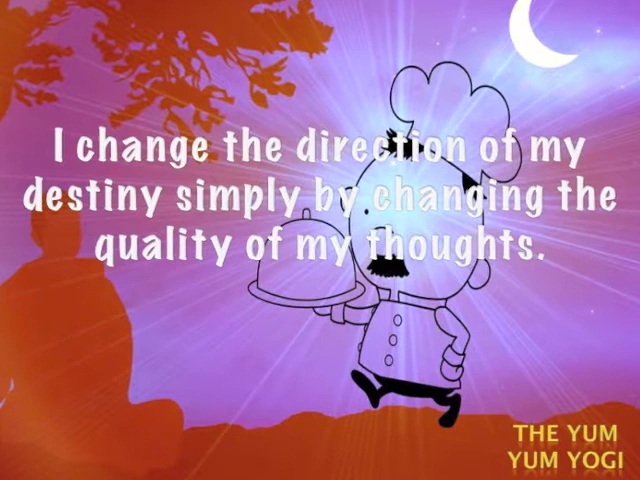 I change the direction of my
destiny simply by changing the
quality of my thoughts.
THE YUM
YUM YOGI